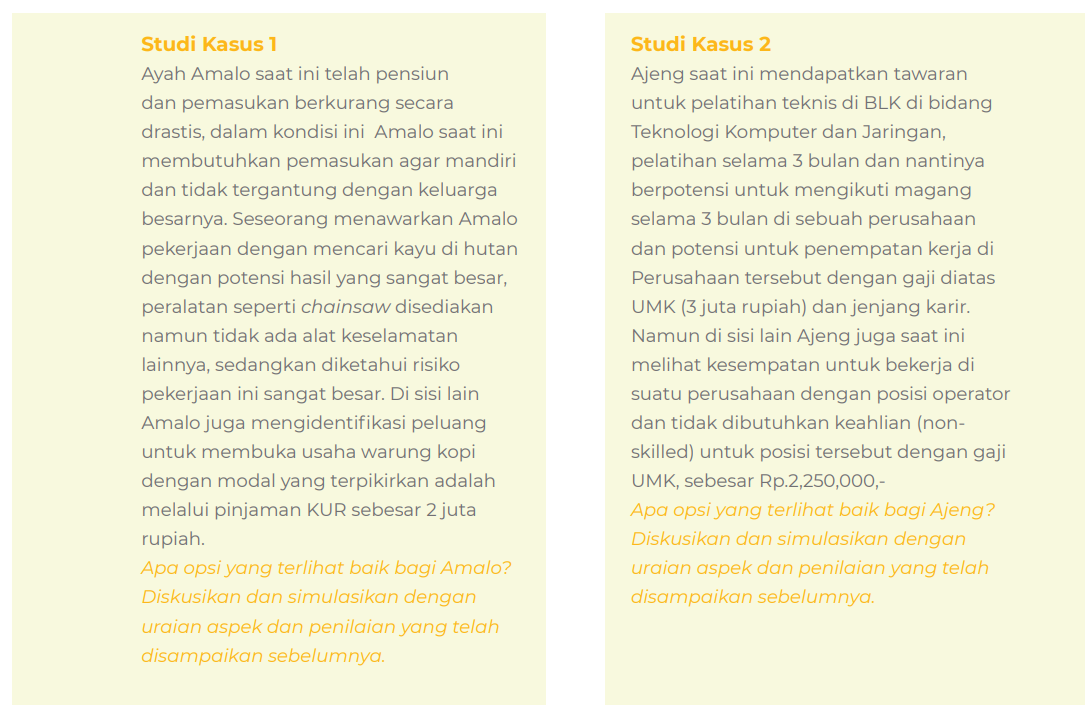 Studi Kasus 1
Ayah Amalo saat ini telah pensiun
dan pemasukan berkurang secara
drastis, dalam kondisi ini  Amalo saat ini
membutuhkan pemasukan agar mandiri
dan tidak tergantung dengan keluarga
besarnya. Seseorang menawarkan Amalo
pekerjaan dengan mencari kayu di hutan
dengan potensi hasil yang sangat besar,
peralatan seperti chainsaw disediakan
namun tidak ada alat keselamatan
lainnya, sedangkan diketahui risiko
pekerjaan ini sangat besar. Di sisi lain
Amalo juga mengidentifikasi peluang
untuk membuka usaha warung kopi
dengan modal yang terpikirkan adalah
melalui pinjaman KUR sebesar 2 juta
rupiah.
Apa opsi yang terlihat baik bagi Amalo?
Diskusikan dan simulasikan dengan
uraian aspek dan penilaian yang telah
disampaikan sebelumnya.
Studi Kasus 2
Ajeng saat ini mendapatkan tawaran
untuk pelatihan teknis di BLK di bidang
Teknologi Komputer dan Jaringan,
pelatihan selama 3 bulan dan nantinya
berpotensi untuk mengikuti magang
selama 3 bulan di sebuah perusahaan
dan potensi untuk penempatan kerja di
Perusahaan tersebut dengan gaji diatas
UMK (3 juta rupiah) dan jenjang karir.
Namun di sisi lain Ajeng juga saat ini
melihat kesempatan untuk bekerja di
suatu perusahaan dengan posisi operator
dan tidak dibutuhkan keahlian (non-
skilled) untuk posisi tersebut dengan gaji
UMK, sebesar Rp.2,250,000,-
Apa opsi yang terlihat baik bagi Ajeng?
Diskusikan dan simulasikan dengan
uraian aspek dan penilaian yang telah
disampaikan sebelumnya.